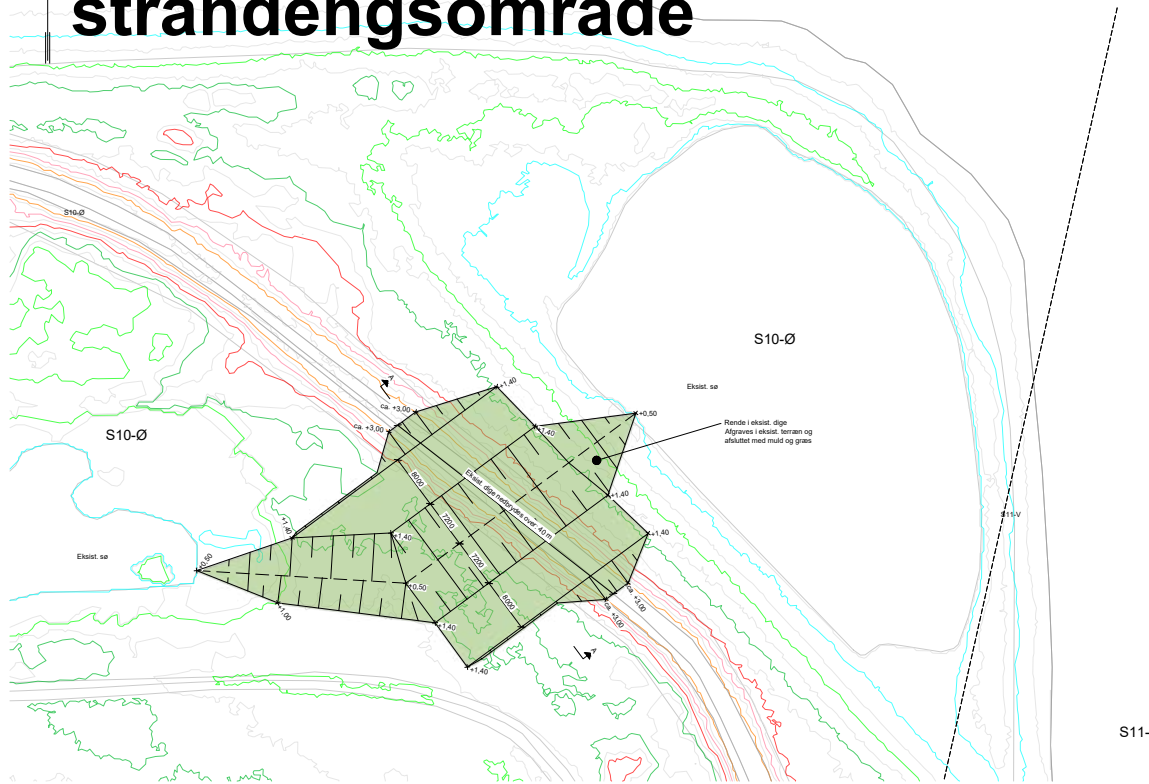 strandengsområde
S10-Ø
S10-Ø
Eksist. sø
Rende i eksist. dige
Afgraves i eksist. terræn og
afsluttet med muld og græs
A
+1,40
ca. +3,00
ca. +3,00
+0,50
+1,40
S10-Ø
8000
Eksist. dige nedbrydes over 40 m
+1,40
S11-V
7200
+1,40
+1,40
+1,40
Eksist. sø
+0,50
7200
+0,50
8000
ca. +3,00
ca. +3,00
+1,00
+1,40
A
+1,40
S11-